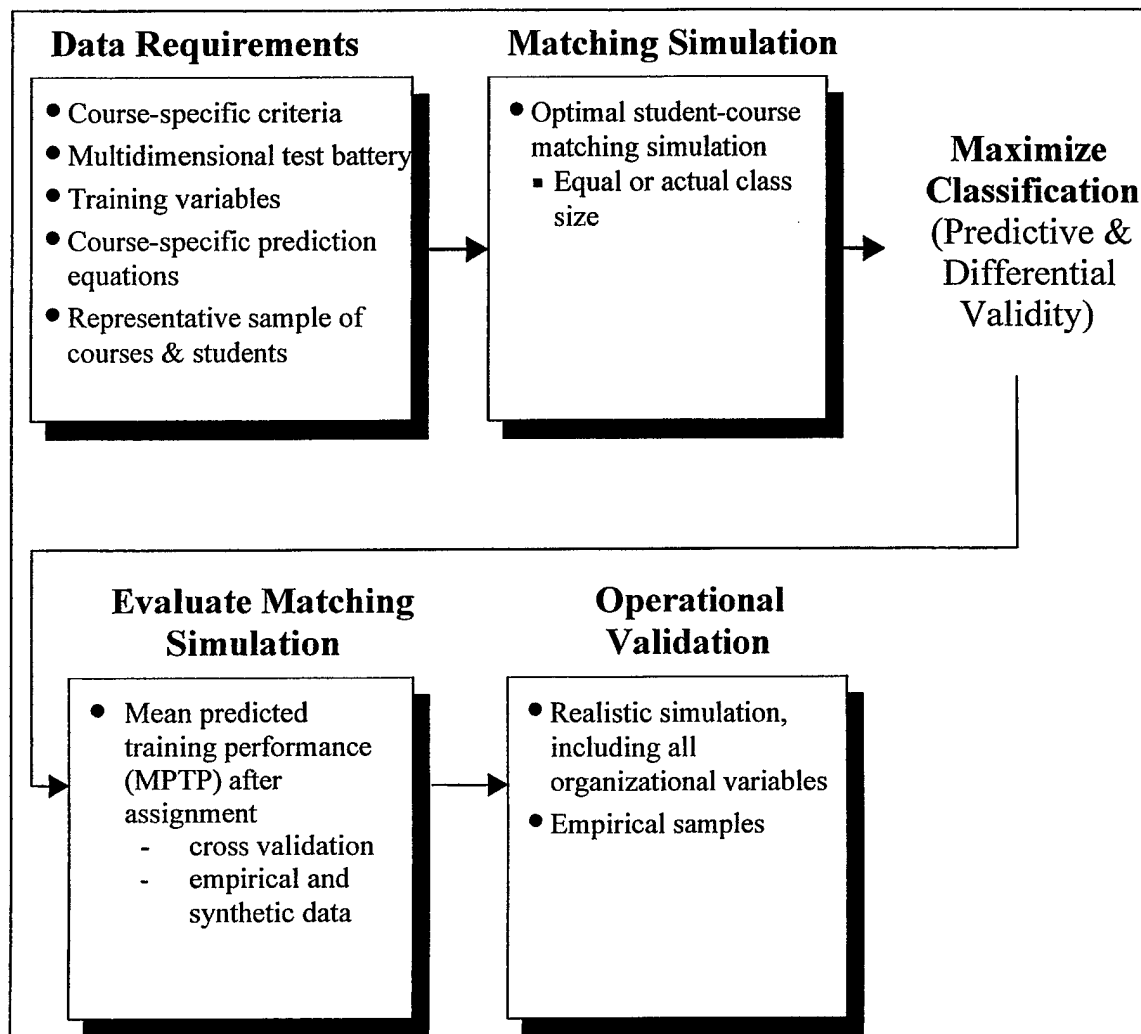 Data Requirements
● Course-specific criteria
● Multidimensional test battery
● Training variables
● Course-specific prediction
equations
● Representative sample of
courses & students
Matching Simulation
● Optimal student-course
matching simulation
▪ Equal or actual class
size
Maximize
Classification
(Predictive &
Differential
Validity)
Evaluate Matching
Simulation
● Mean predicted
training performance
(MPTP) after
assignment
- cross validation
- empirical and
synthetic data
Operational
Validation
● Realistic simulation,
including all
organizational variables
● Empirical samples